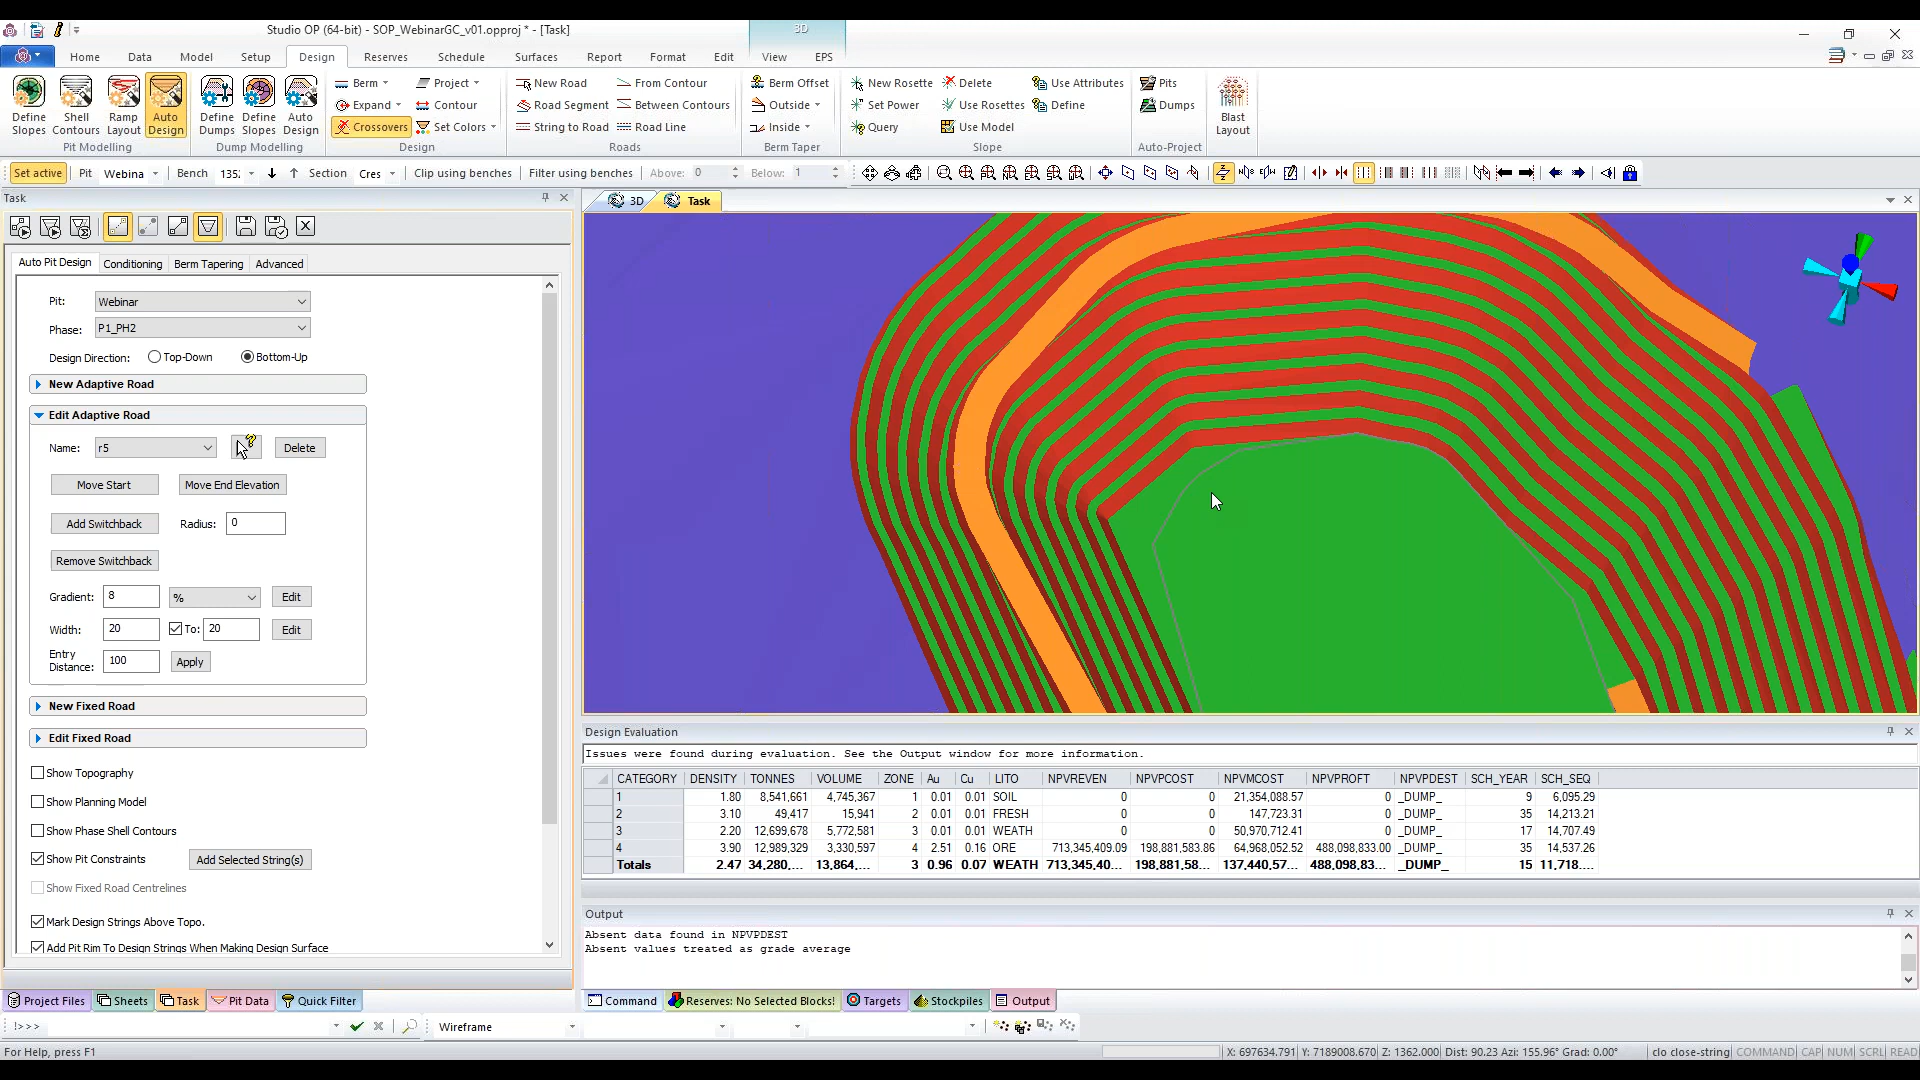 Studio OP (64-bit) - SOP_WebinarGC_v01.opproj * - [Task]
3D
Home Data Model Setup Design Reserves Schedule Surfaces Report Format Edit View EPS
Define Slopes
Shell Contours
Ramp Layout
Auto Design
Pit Modelling
Define Dumps
Define Slopes
Auto Design
Dump Modelling
Berm
Expand
Crossovers
Project
Contour
Set Colors
Design
New Road
Road Segment
String to Road
From Contour
Between Contours
Road Line
Roads
Berm Offset
Outside
Inside
Berm Taper
New Rosette
Set Power
Query
Delete
Use Rosettes
Use Model
Use Attributes
Define
Slope
Pits
Dumps
Auto-Project
Blast Layout
Set active Pit Webina Bench 135: Section Cres Clip using benches Filter using benches Above: 0 Below: 1
Task
3D Task
Auto Pit Design Conditioning Berm Tapering Advanced
Pit: Webinar
Phase: P1_PH2
Design Direction: Top-Down Bottom-Up
New Adaptive Road
Edit Adaptive Road
Name: r5 Delete
Move Start Move End Elevation
Add Switchback Radius: 0
Remove Switchback
Gradient: 8 % Edit
Width: 20 To: 20 Edit
Entry Distance: 100 Apply
New Fixed Road
Edit Fixed Road
Show Topography
Show Planning Model
Show Phase Shell Contours
Show Pit Constraints Add Selected String(s)
Show Fixed Road Centrelines
Mark Design Strings Above Topo.
Add Pit Rim To Design Strings When Making Design Surface
Design Evaluation
Issues were found during evaluation. See the Output window for more information.
CATEGORY DENSITY TONNES VOLUME ZONE Au Cu LITO NPVREVEN NPVPCOST NPVMCOST NPVPROFT NPVPDEST SCH_YEAR SCH_SEQ
1 1.80 8,541,661 4,745,367 1 0.01 0.01 SOIL 0 0 21,354,088.57 0 _DUMP_ 9 6,095.29
2 3.10 49,417 15,941 2 0.01 0.01 FRESH 0 0 147,723.31 0 _DUMP_ 35 14,213.21
3 2.20 12,699,678 5,772,581 3 0.01 0.01 WEATH 0 0 50,970,712.41 0 _DUMP_ 17 14,707.49
4 3.90 12,989,329 3,330,597 4 2.51 0.16 ORE 713,345,409.09 198,881,583.86 64,968,052.52 488,098,833.00 _DUMP_ 35 14,537.26
Totals 2.47 34,280,... 13,864,... 3 0.96 0.07 WEATH 713,345,40... 198,881,58... 137,440,57... 488,098,83... _DUMP_ 15 11,718....
Output
Absent data found in NPVPDEST
Absent values treated as grade average
Project Files Sheets Task Pit Data Quick Filter
Command Reserves: No Selected Blocks! Targets Stockpiles Output
!>>> Wireframe
For Help, press F1 X: 697634.791 Y: 7189008.670 Z: 1362.000 Dist: 90.23 Azi: 155.96° Grad: 0.00° clo close-string COMMAND CAP NUM SCRL READ